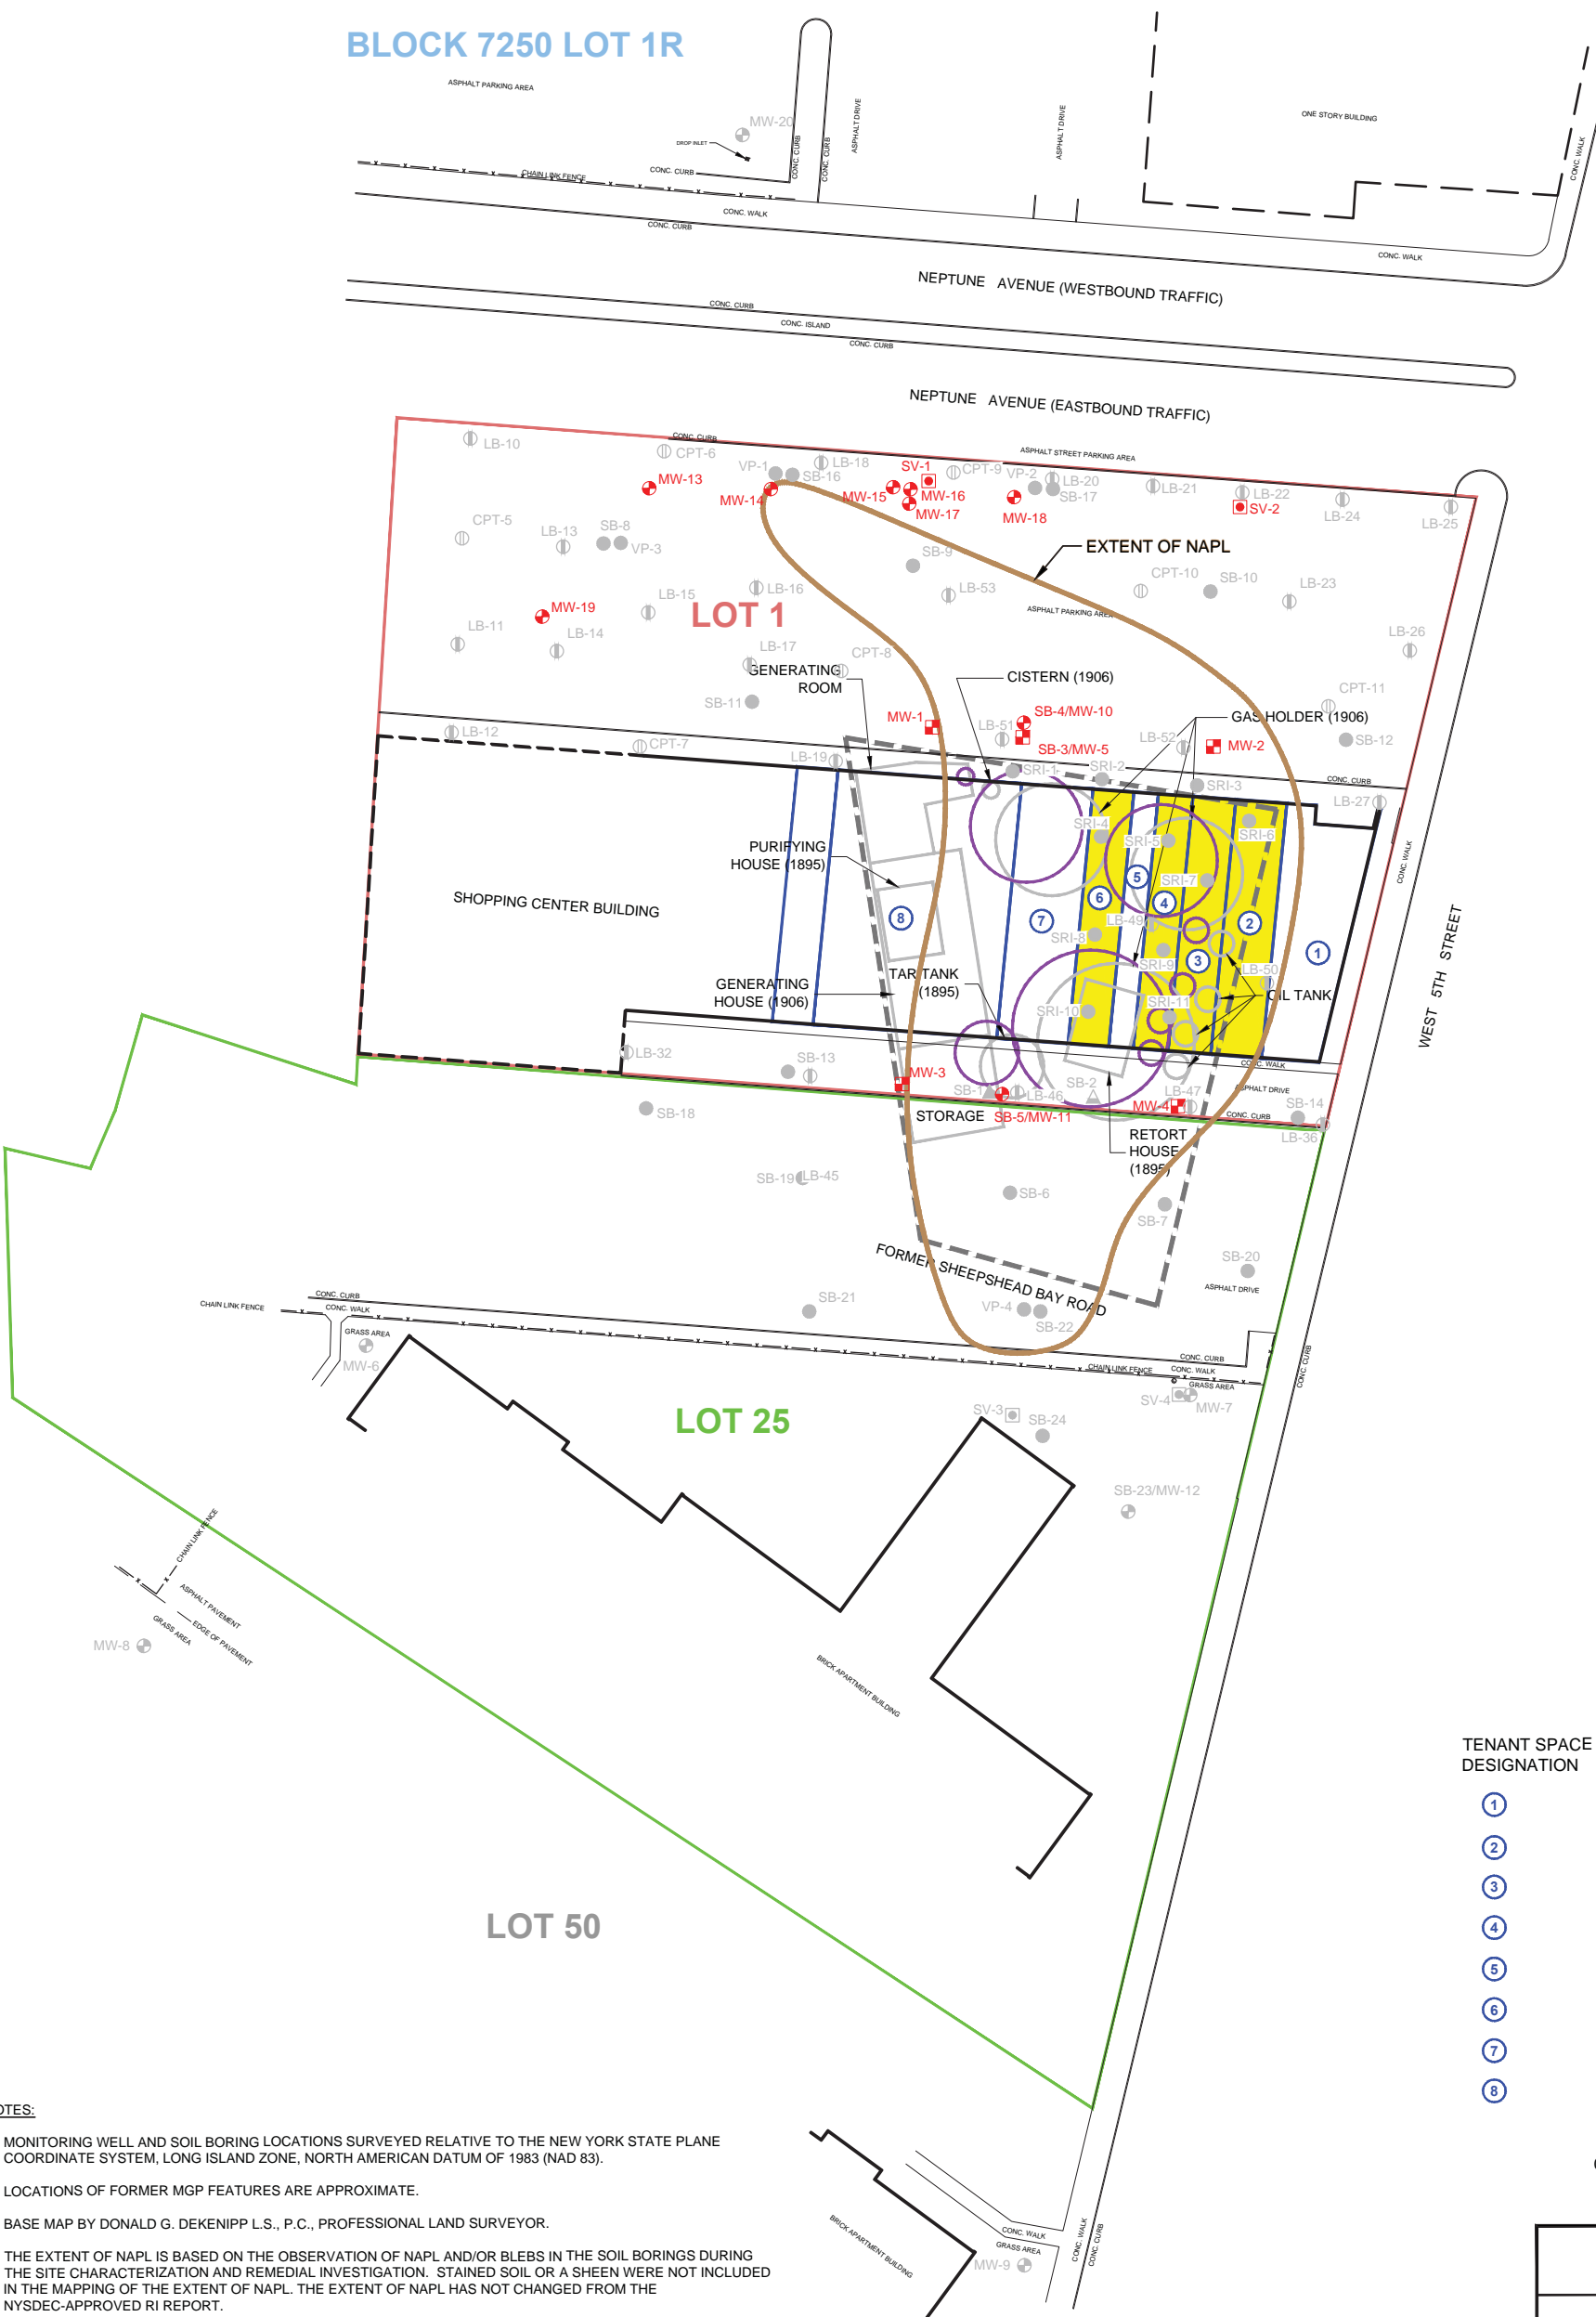 BLOCK 7250 LOT 1R
ASPHALT PARKING AREA
MW-20
DROP INLET
CONC. CURB
CONC. CURB
CONC. CURB
ASPHALT DRIVE
ASPHALT DRIVE
ONE STORY BUILDING
CONC. WALK
CHAIN LINK FENCE
CONC. WALK
CONC. CURB
CONC. WALK
NEPTUNE AVENUE (WESTBOUND TRAFFIC)
CONC. CURB
CONC. ISLAND
CONC. CURB
NEPTUNE AVENUE (EASTBOUND TRAFFIC)
CONC. CURB
ASPHALT STREET PARKING AREA
LB-10
CPT-6
VP-1
SB-16
LB-18
SV-1
CPT-9
VP-2
LB-20
SB-17
LB-21
LB-22
LB-24
LB-25
MW-13
MW-14
MW-15
MW-16
MW-17
MW-18
SV-2
CPT-5
LB-13
SB-8
VP-3
SB-9
EXTENT OF NAPL
LB-16
LB-53
CPT-10
SB-10
LB-23
MW-19
LB-15
LOT 1
ASPHALT PARKING AREA
LB-11
LB-14
LB-17
CPT-8
LB-26
GENERATING
ROOM
CISTERN (1906)
CPT-11
SB-11
MW-1
SB-4/MW-10
GAS HOLDER (1906)
LB-12
CPT-7
LB-51
SB-3/MW-5
LB-52
MW-2
SB-12
LB-19
SRI-1
SRI-2
SRI-3
CONC. CURB
LB-27
SRI-4
SRI-5
SRI-6
PURIFYING
HOUSE (1895)
SRI-7
CONC. WALK
SHOPPING CENTER BUILDING
8
7
6
5
4
3
2
1
LB-49
SRI-8
SRI-9
LB-50
WEST 5TH STREET
GENERATING
HOUSE (1906)
TAR TANK
(1895)
OIL TANK
SRI-10
SRI-11
LB-32
SB-13
CONC. WALK
MW-3
SB-1
LB-46
SB-2
LB-47
ASPHALT DRIVE
SB-18
STORAGE
SB-5/MW-11
MW-4
CONC. CURB
SB-14
LB-36
RETORT
HOUSE
(1895)
SB-19
LB-45
SB-6
SB-7
FORMER SHEEPSHEAD BAY ROAD
SB-20
ASPHALT DRIVE
CHAIN LINK FENCE
CONC. CURB
CONC. WALK
SB-21
VP-4
SB-22
GRASS AREA
MW-6
CONC. CURB
CHAIN LINK FENCE
CONC. WALK
GRASS AREA
CONC. CURB
LOT 25
SV-3
SB-24
SV-4
MW-7
SB-23/MW-12
CHAIN LINK FENCE
ASPHALT PAVEMENT
EDGE OF PAVEMENT
GRASS AREA
MW-8
BRICK APARTMENT BUILDING
TENANT SPACE
DESIGNATION
1
2
3
4
5
6
7
8
LOT 50
OTES:
MONITORING WELL AND SOIL BORING LOCATIONS SURVEYED RELATIVE TO THE NEW YORK STATE PLANE
COORDINATE SYSTEM, LONG ISLAND ZONE, NORTH AMERICAN DATUM OF 1983 (NAD 83).
LOCATIONS OF FORMER MGP FEATURES ARE APPROXIMATE.
BASE MAP BY DONALD G. DEKENIPP L.S., P.C., PROFESSIONAL LAND SURVEYOR.
THE EXTENT OF NAPL IS BASED ON THE OBSERVATION OF NAPL AND/OR BLEBS IN THE SOIL BORINGS DURING
THE SITE CHARACTERIZATION AND REMEDIAL INVESTIGATION. STAINED SOIL OR A SHEEN WERE NOT INCLUDED
IN THE MAPPING OF THE EXTENT OF NAPL. THE EXTENT OF NAPL HAS NOT CHANGED FROM THE
NYSDEC-APPROVED RI REPORT.
BRICK APARTMENT BUILDING
CONC. WALK
GRASS AREA
MW-9
CONC. WALK
CONC. CURB